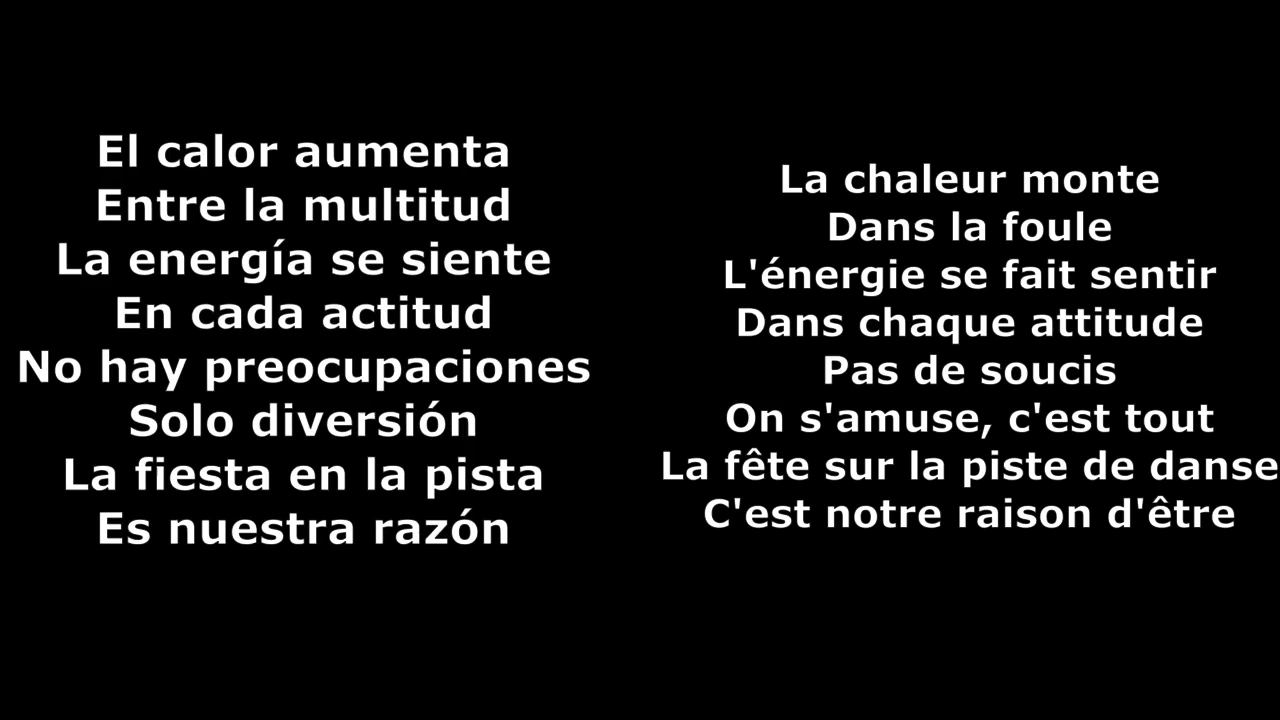 El calor aumenta
Entre la multitud
La energía se siente
En cada actitud
No hay preocupaciones
Solo diversión
La fiesta en la pista
Es nuestra razón
La chaleur monte
Dans la foule
L'énergie se fait sentir
Dans chaque attitude
Pas de soucis
On s'amuse, c'est tout
La fête sur la piste de danse
C'est notre raison d'être